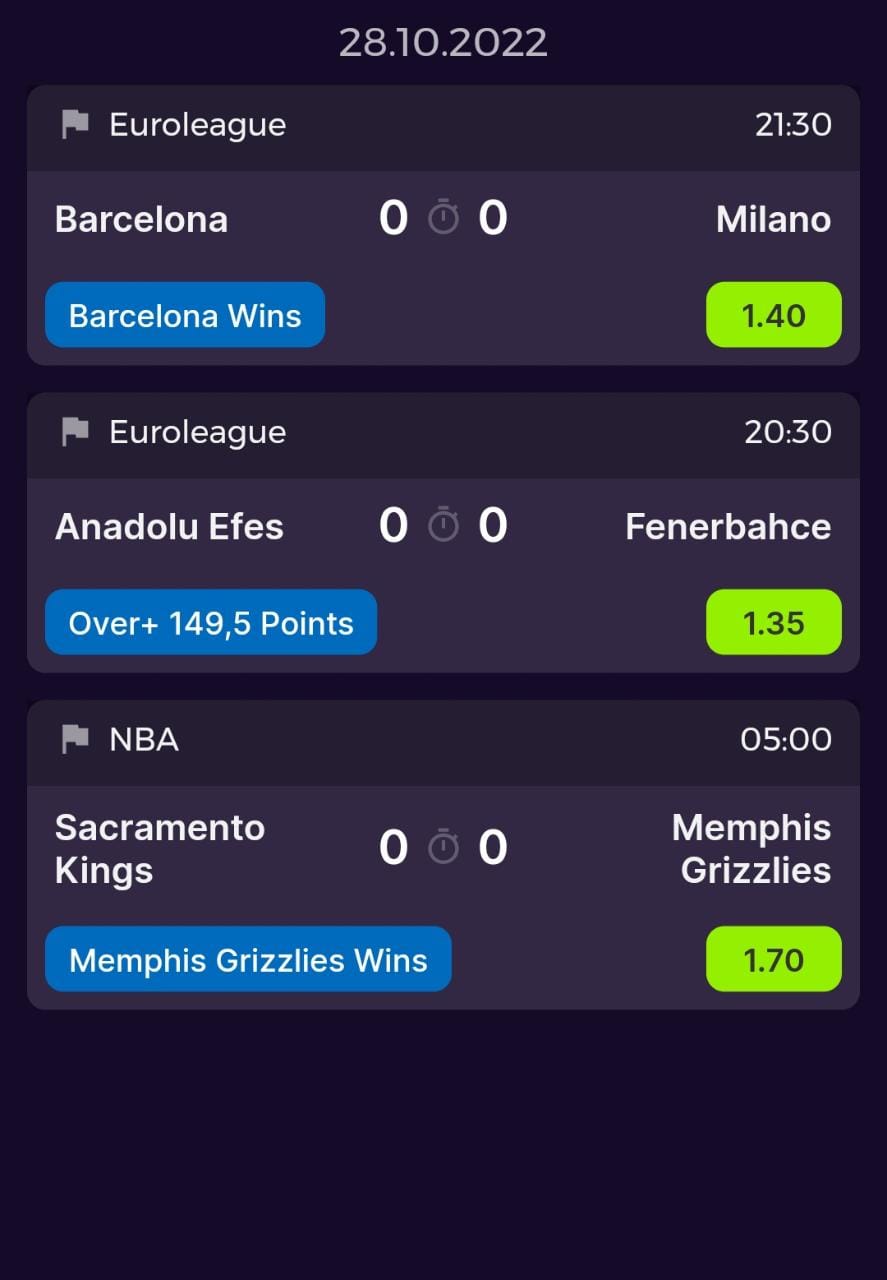 28.10.2022
Euroleague 21:30
Barcelona 0 0 Milano
Barcelona Wins 1.40
Euroleague 20:30
Anadolu Efes 0 0 Fenerbahce
Over+ 149,5 Points 1.35
NBA 05:00
Sacramento Kings 0 0 Memphis Grizzlies
Memphis Grizzlies Wins 1.70